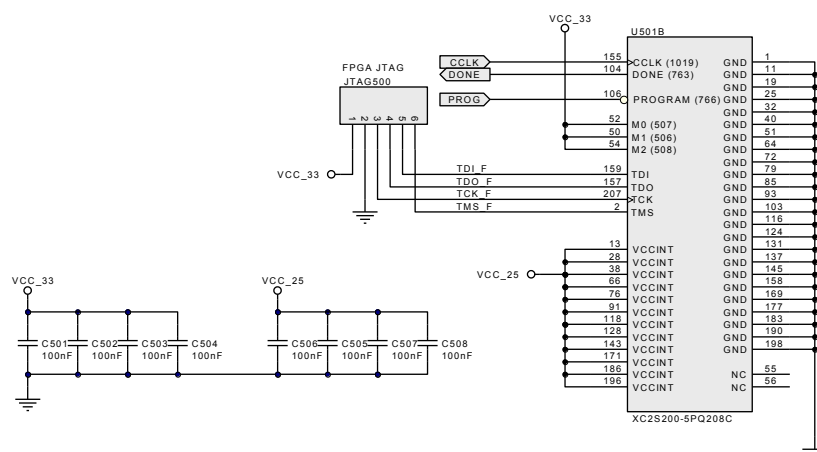 VCC_33
U501B
CCLK 155 CCLK (1019) GND 1
DONE 104 DONE (763) GND 11
GND 19
PROG 106 PROGRAM (766) GND 25
GND 32
52 M0 (507) GND 40
50 M1 (506) GND 51
54 M2 (508) GND 64
GND 72
TDI_F 159 TDI GND 79
TDO_F 157 TDO GND 85
TCK_F 207 TCK GND 93
TMS_F 2 TMS GND 103
GND 116
GND 124
13 VCCINT GND 131
28 VCCINT GND 137
VCC_25 38 VCCINT GND 145
66 VCCINT GND 158
76 VCCINT GND 169
91 VCCINT GND 177
118 VCCINT GND 183
128 VCCINT GND 190
143 VCCINT GND 198
171 VCCINT
186 VCCINT NC 55
196 VCCINT NC 56
XC2S200-5PQ208C
FPGA JTAG
JTAG500
1 2 3 4 5 6
VCC_33
VCC_33
VCC_25
C501 C502 C503 C504 C506 C505 C507 C508
100nF 100nF 100nF 100nF 100nF 100nF 100nF 100nF